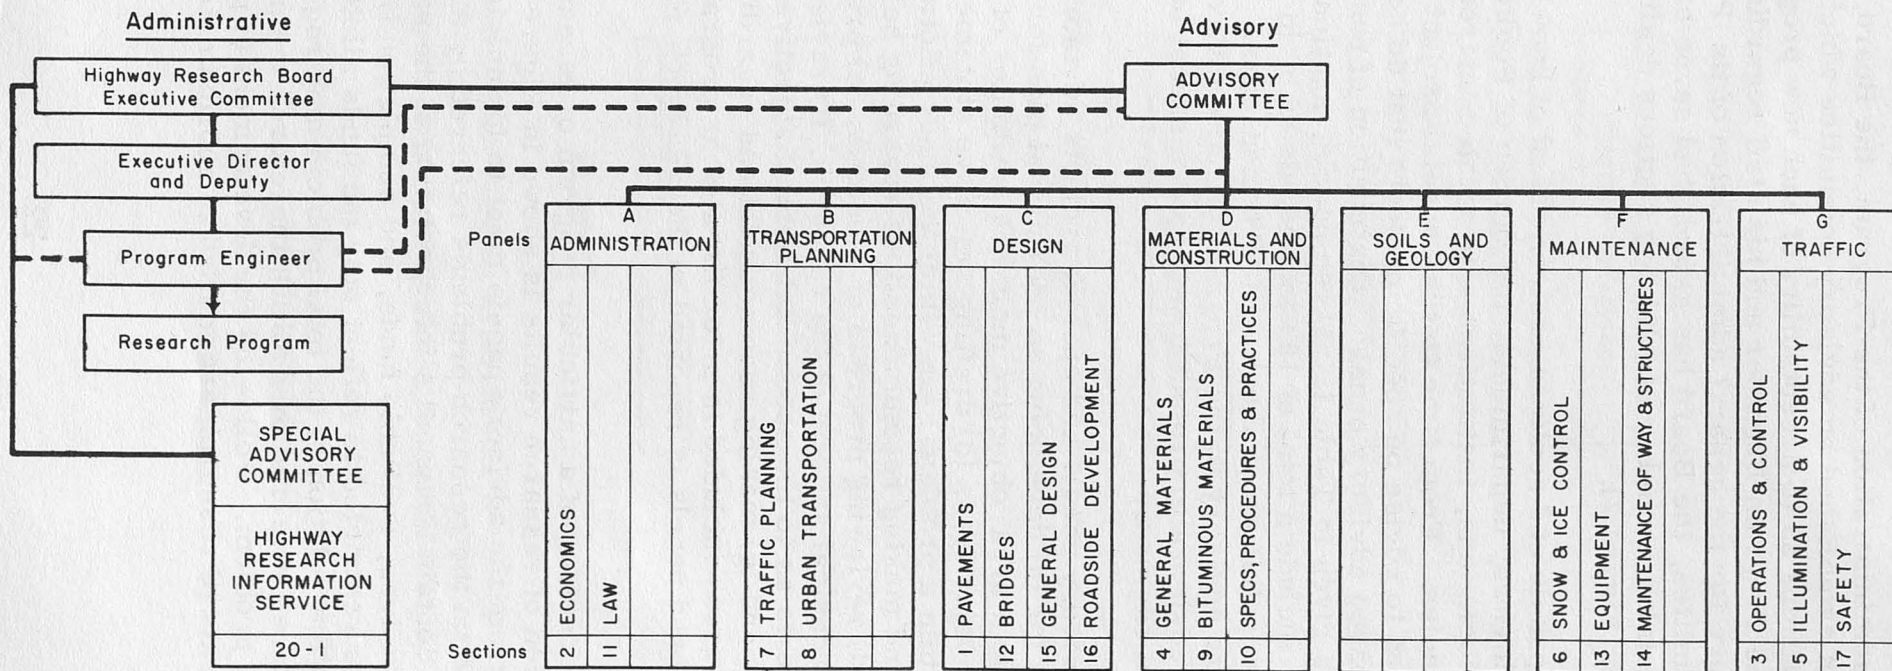 Administrative
Advisory
Highway Research Board
Executive Committee
ADVISORY
COMMITTEE
Executive Director
and Deputy
Program Engineer
Research Program
SPECIAL
ADVISORY
COMMITTEE
HIGHWAY
RESEARCH
INFORMATION
SERVICE
20-1
Panels
A
ADMINISTRATION
B
TRANSPORTATION
PLANNING
C
DESIGN
D
MATERIALS AND
CONSTRUCTION
E
SOILS AND
GEOLOGY
F
MAINTENANCE
G
TRAFFIC
Sections
2 ECONOMICS
11 LAW
7 TRAFFIC PLANNING
8 URBAN TRANSPORTATION
1 PAVEMENTS
12 BRIDGES
15 GENERAL DESIGN
16 ROADSIDE DEVELOPMENT
4 GENERAL MATERIALS
9 BITUMINOUS MATERIALS
10 SPECS, PROCEDURES & PRACTICES
6 SNOW & ICE CONTROL
13 EQUIPMENT
14 MAINTENANCE OF WAY & STRUCTURES
3 OPERATIONS & CONTROL
5 ILLUMINATION & VISIBILITY
17 SAFETY